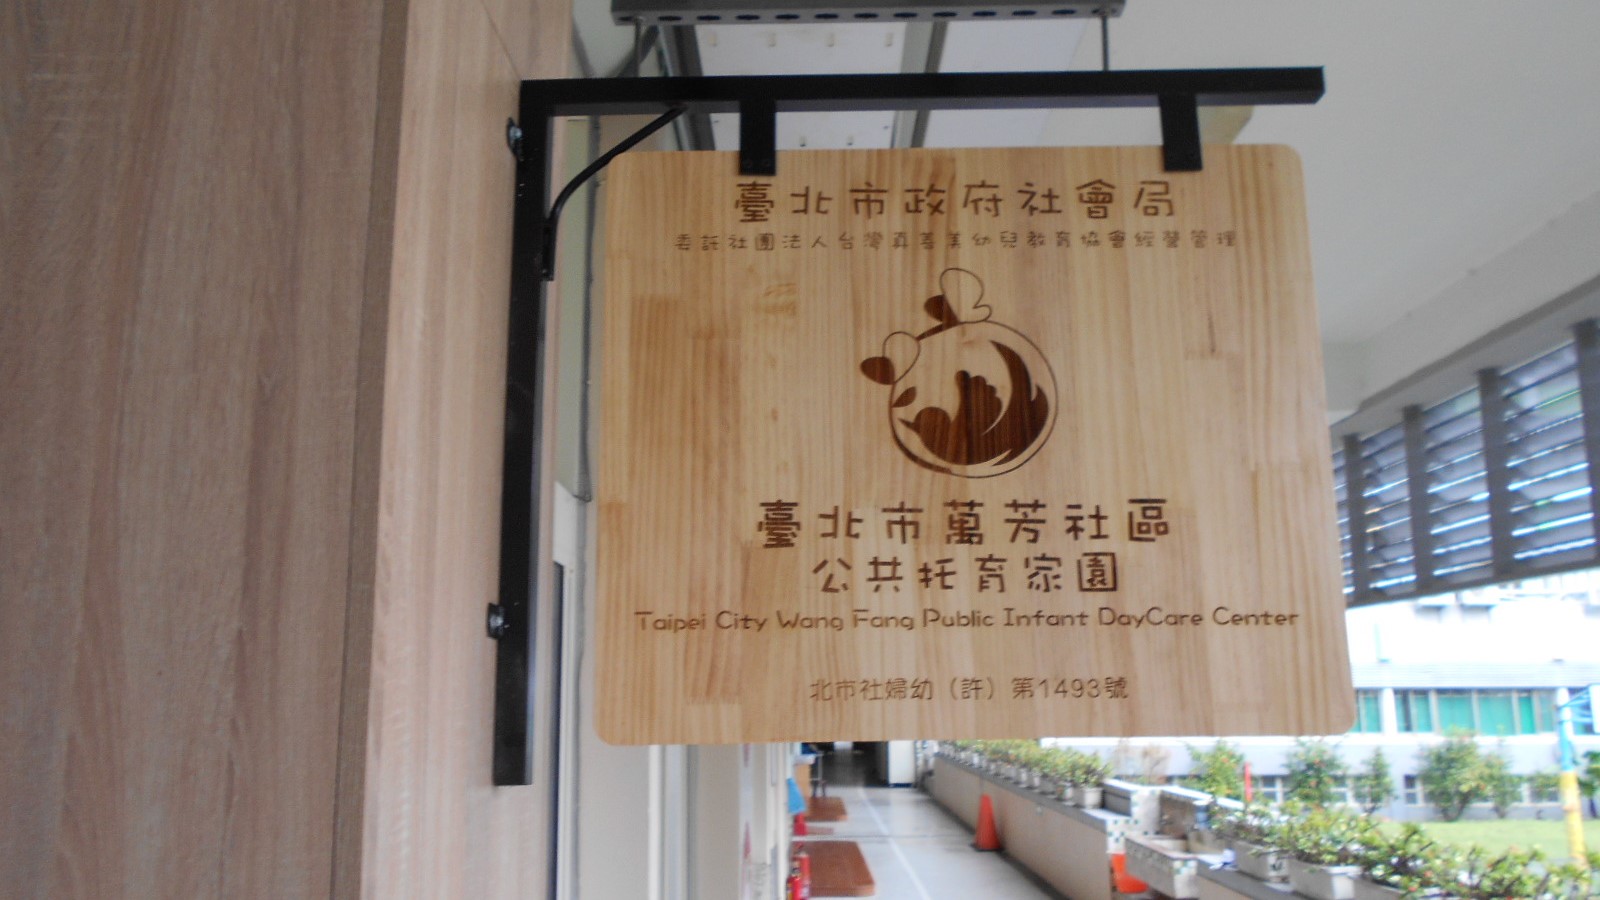 臺北市政府社會局
委託社團法人台灣真善美幼兒教育協會經營管理
臺北市萬芳社區
公共托育家園
Taipei City Wang Fang Public Infant DayCare Center
北市社婦幼（許）第1493號